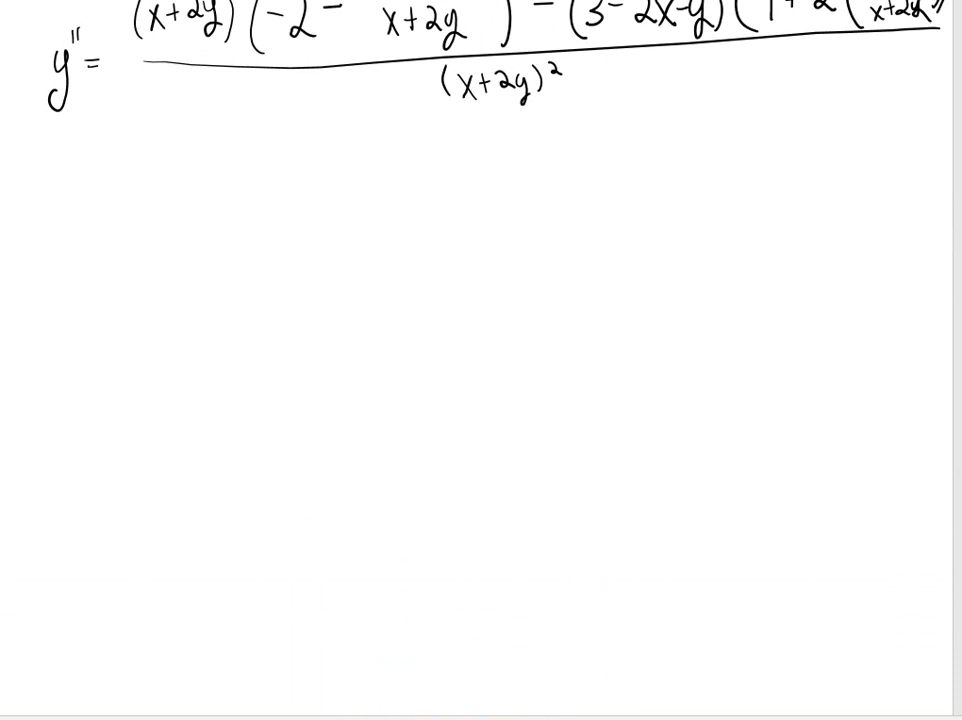 (x+2y)(-2 - x+2y) - (3-2x-y)(1+2(x+2y))
y'' =
(x+2y)²